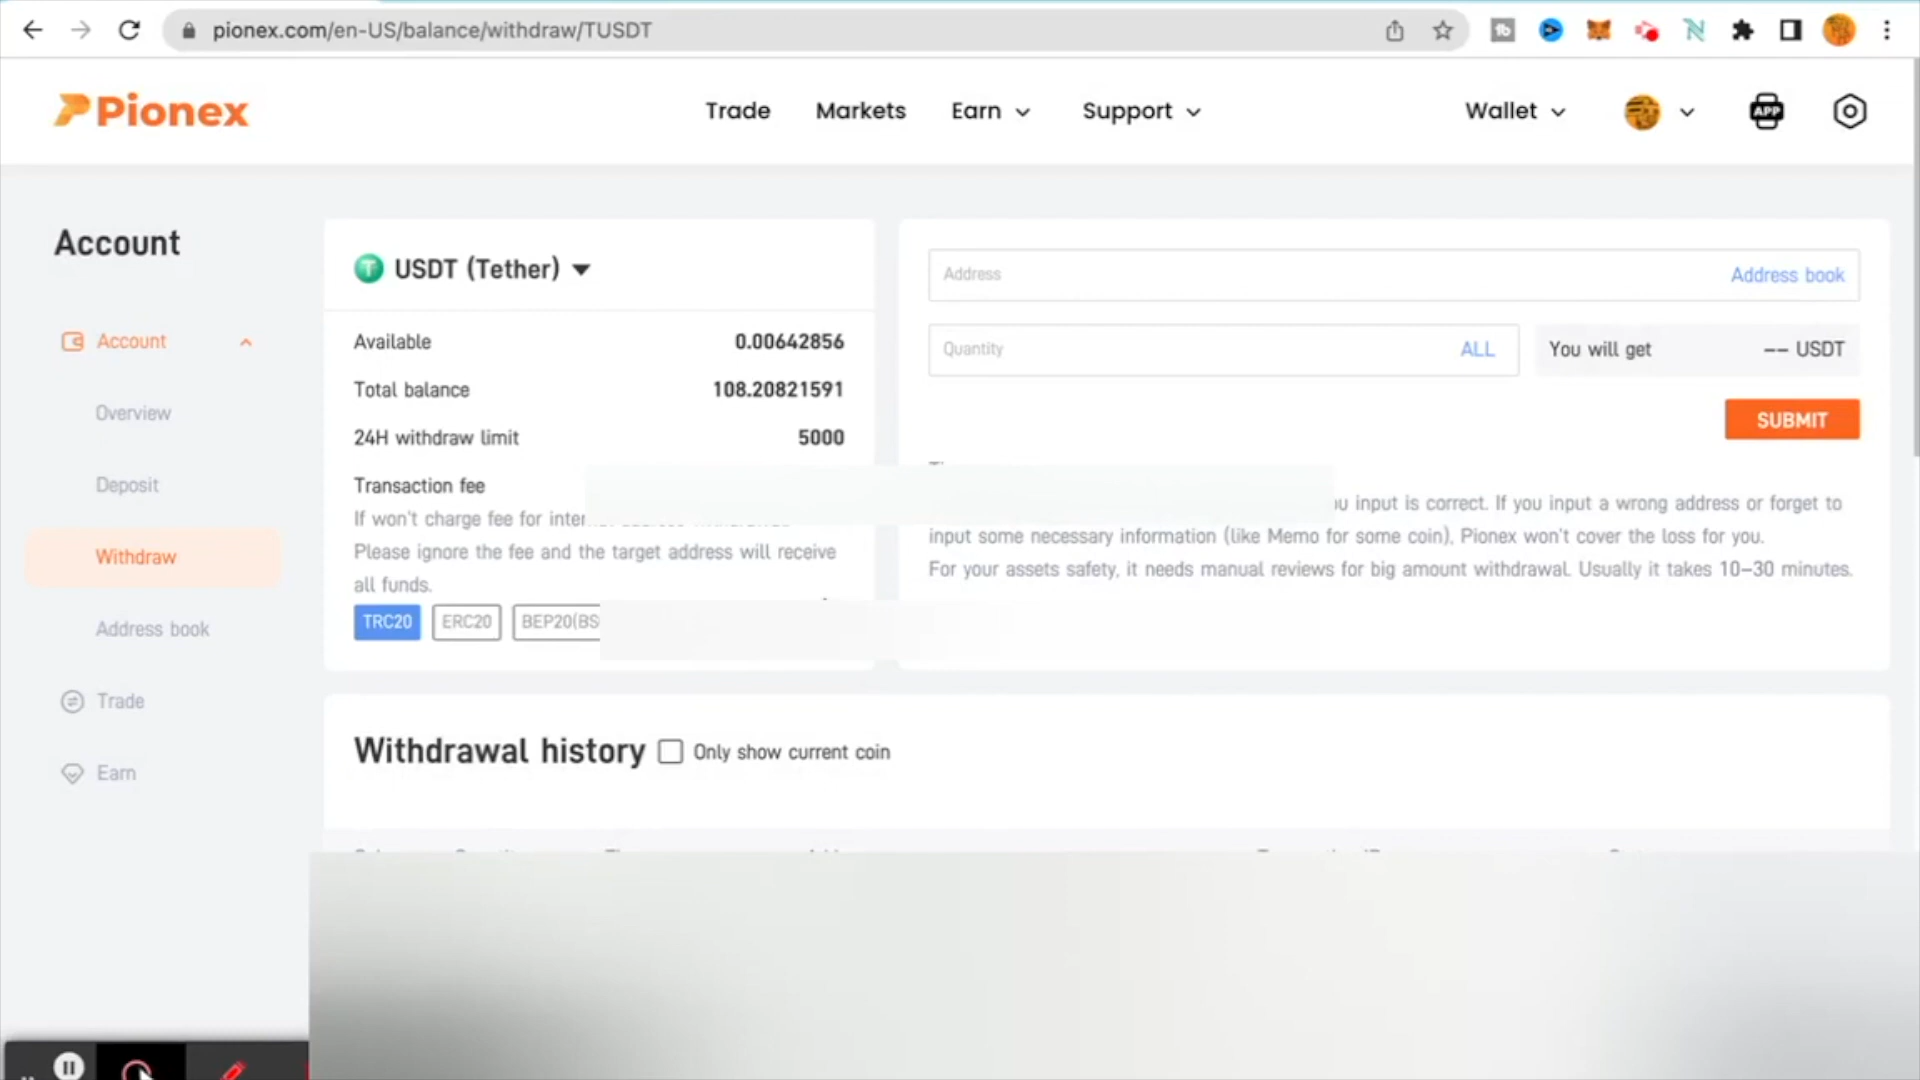 pionex.com/en-US/balance/withdraw/TUSDT
tb
Pionex
Trade
Markets
Earn
Support
Wallet
APP
Account
Account
Overview
Deposit
Withdraw
Address book
Trade
Earn
USDT (Tether)
Available 0.00642856
Total balance 108.20821591
24H withdraw limit 5000
Transaction fee
If won't charge fee for
Please ignore the fee and the target address will receive
all funds.
TRC20 ERC20 BEP20(BS
Address Address book
Quantity ALL
You will get -- USDT
SUBMIT
input is correct. If you input a wrong address or forget to
input some necessary information (like Memo for some coin), Pionex won't cover the loss for you.
For your assets safety, it needs manual reviews for big amount withdrawal. Usually it takes 10–30 minutes.
Withdrawal history Only show current coin